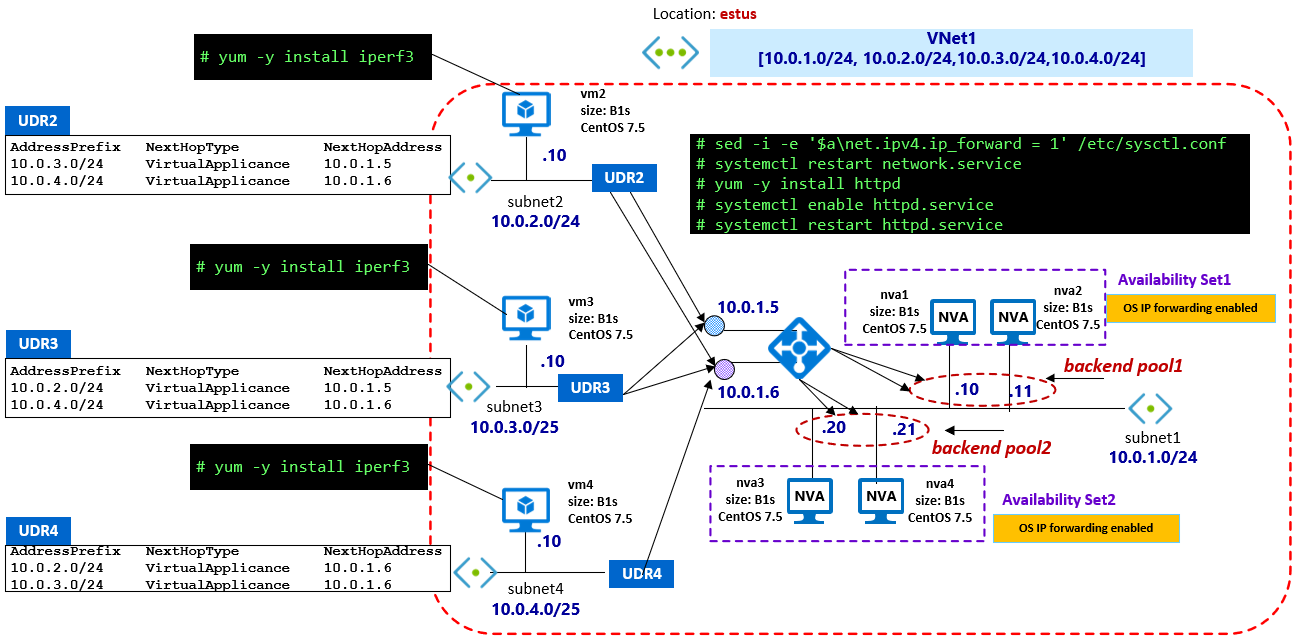 Location: estus
VNet1
[10.0.1.0/24, 10.0.2.0/24,10.0.3.0/24,10.0.4.0/24]
# yum -y install iperf3
vm2
size: B1s
CentOS 7.5
.10
UDR2
AddressPrefix NextHopType NextHopAddress
10.0.3.0/24 VirtualApplicance 10.0.1.5
10.0.4.0/24 VirtualApplicance 10.0.1.6
subnet2
10.0.2.0/24
UDR2
# sed -i -e '$a\net.ipv4.ip_forward = 1' /etc/sysctl.conf
# systemctl restart network.service
# yum -y install httpd
# systemctl enable httpd.service
# systemctl restart httpd.service
# yum -y install iperf3
vm3
size: B1s
CentOS 7.5
.10
UDR3
AddressPrefix NextHopType NextHopAddress
10.0.2.0/24 VirtualApplicance 10.0.1.5
10.0.4.0/24 VirtualApplicance 10.0.1.6
subnet3
10.0.3.0/25
UDR3
10.0.1.5
10.0.1.6
nva1
size: B1s
CentOS 7.5
NVA
NVA
nva2
size: B1s
CentOS 7.5
Availability Set1
OS IP forwarding enabled
backend pool1
.10
.11
.20
.21
backend pool2
subnet1
10.0.1.0/24
nva3
size: B1s
CentOS 7.5
NVA
NVA
nva4
size: B1s
CentOS 7.5
Availability Set2
OS IP forwarding enabled
# yum -y install iperf3
vm4
size: B1s
CentOS 7.5
.10
UDR4
AddressPrefix NextHopType NextHopAddress
10.0.2.0/24 VirtualApplicance 10.0.1.6
10.0.3.0/24 VirtualApplicance 10.0.1.6
subnet4
10.0.4.0/25
UDR4